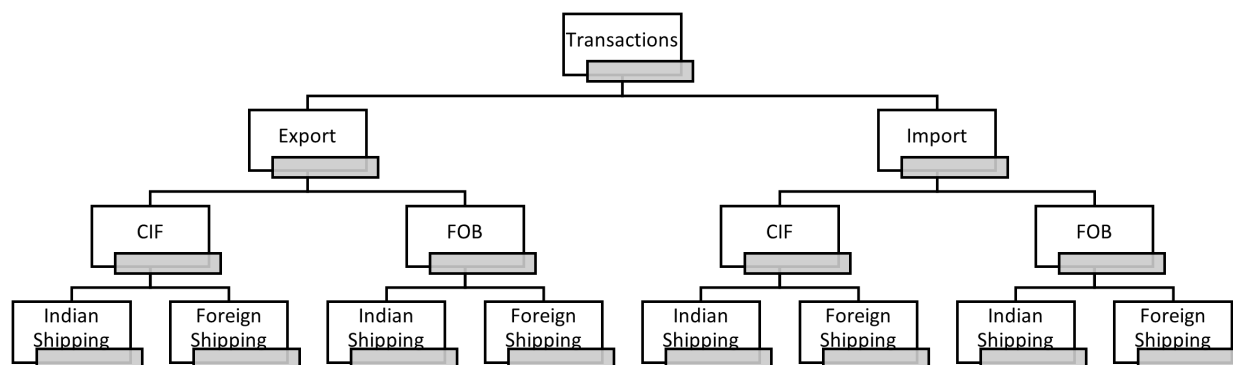 Transactions
Export
Import
CIF
FOB
CIF
FOB
Indian
Shipping
Foreign
Shipping
Indian
Shipping
Foreign
Shipping
Indian
Shipping
Foreign
Shipping
Indian
Shipping
Foreign
Shipping